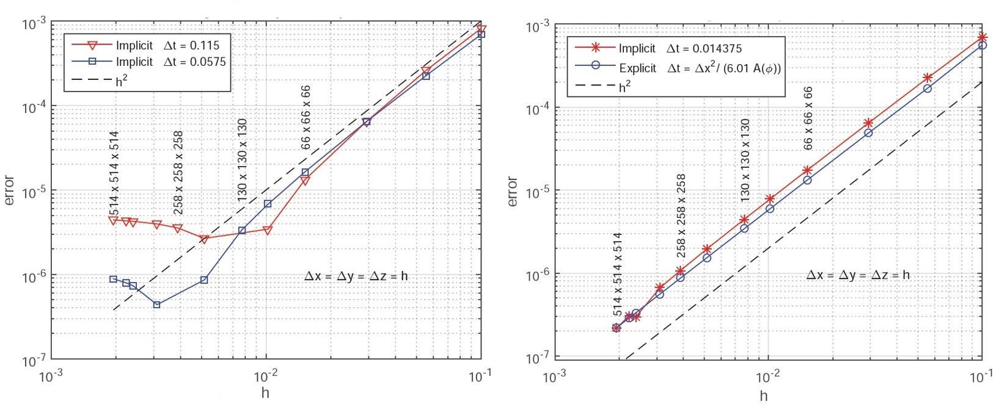 10^-3
10^-4
10^-5
10^-6
10^-7
error
Implicit Δt = 0.115
Implicit Δt = 0.0575
h^2
514 x 514 x 514
258 x 258 x 258
130 x 130 x 130
66 x 66 x 66
Δx = Δy = Δz = h
10^-3
10^-2
10^-1
h
10^-3
10^-4
10^-5
10^-6
10^-7
error
Implicit Δt = 0.014375
Explicit Δt = Δx^2/ (6.01 A(ϕ))
h^2
514 x 514 x 514
258 x 258 x 258
130 x 130 x 130
66 x 66 x 66
Δx = Δy = Δz = h
10^-3
10^-2
10^-1
h